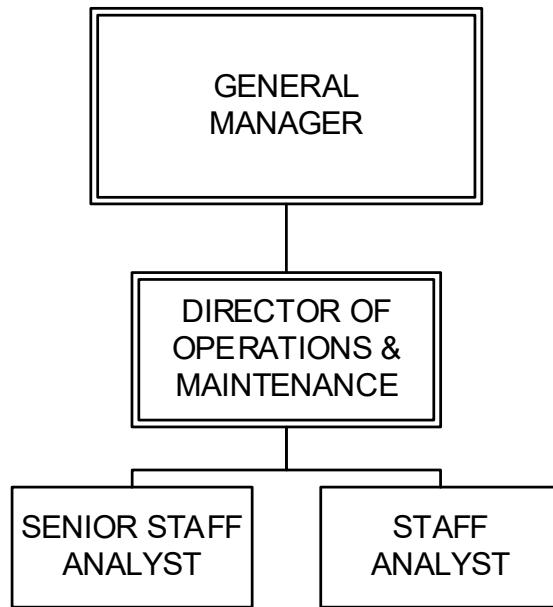 GENERAL
MANAGER
DIRECTOR OF
OPERATIONS &
MAINTENANCE
SENIOR STAFF
ANALYST
STAFF
ANALYST